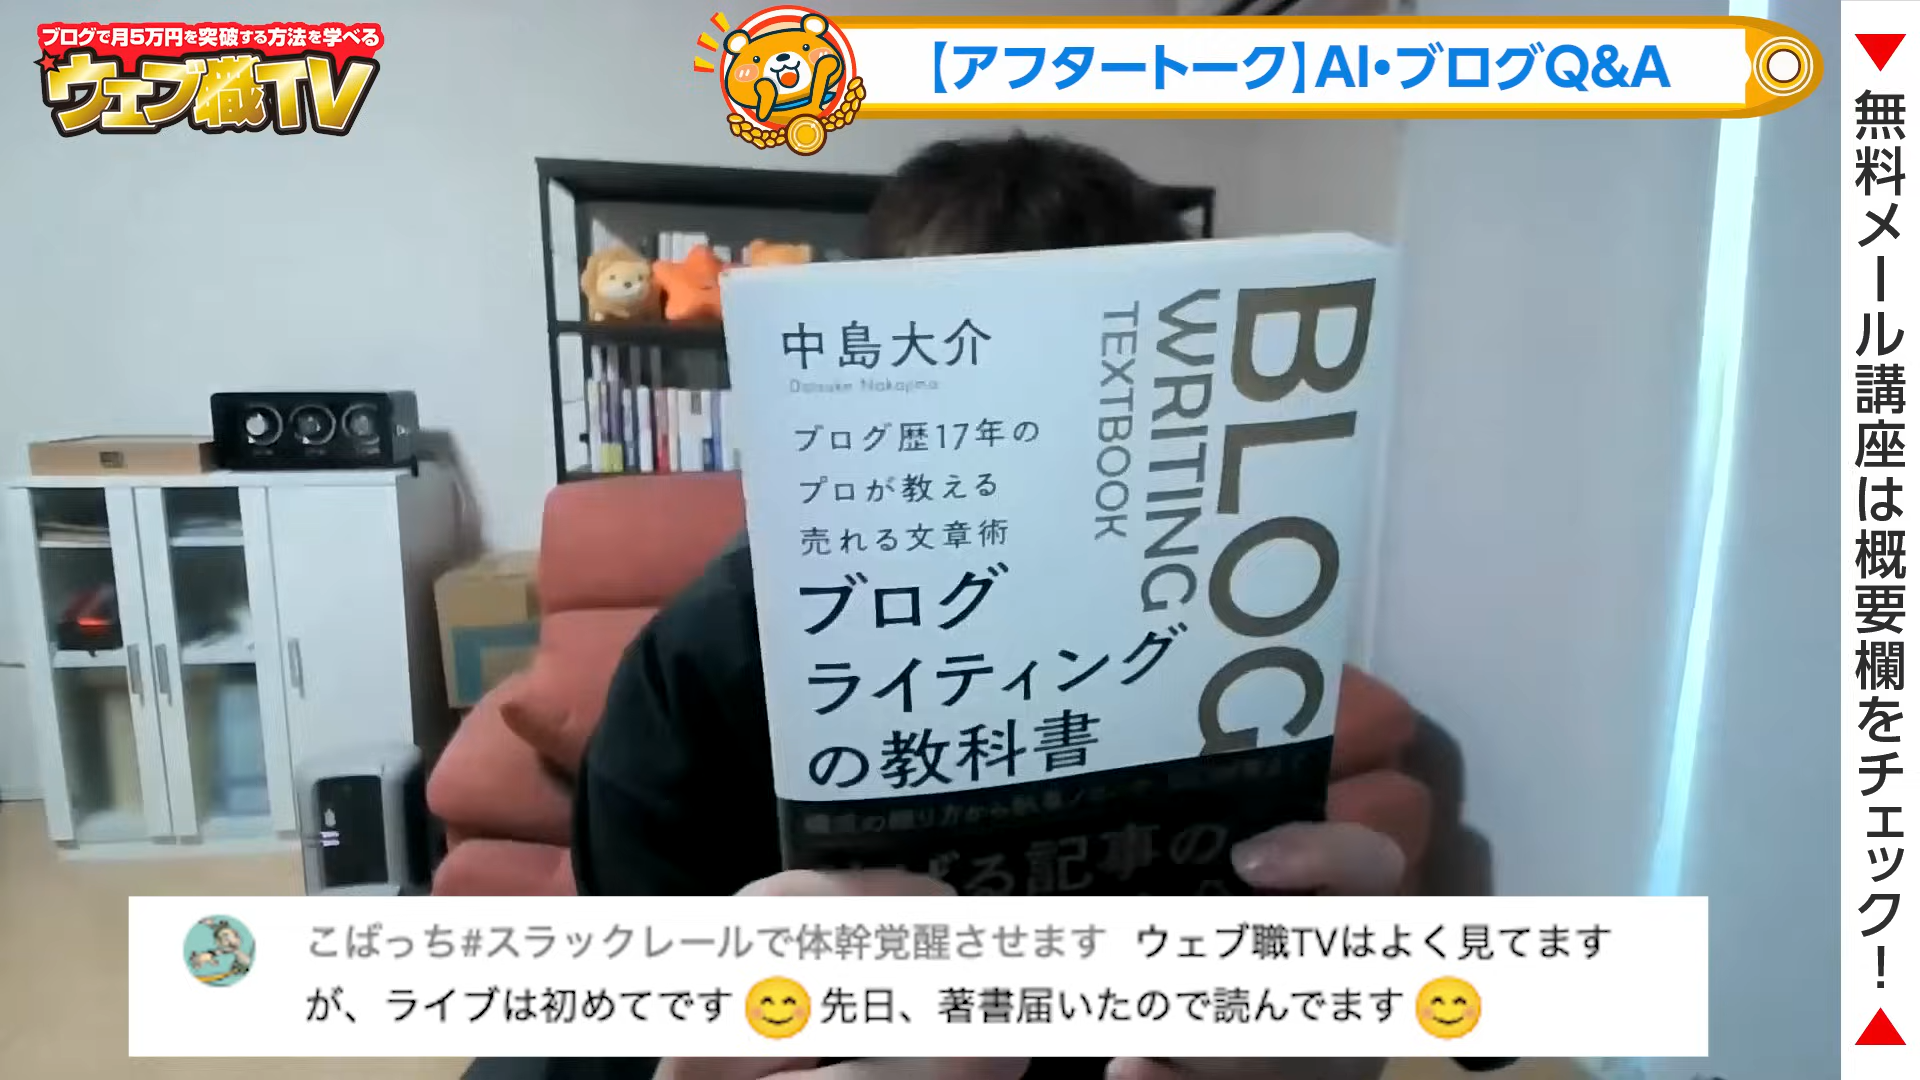 ブログで月5万円を突破する方法を学べる
ウェブ職TV
【アフタートーク】AI・ブログQ&A
無料メール講座は概要欄をチェック!
中島大介
Daisuke Nakajima
ブログ歴17年の
プロが教える
売れる文章術
ブログ
ライティング
の教科書
BLOG
WRITING
TEXTBOOK
る記事の
こばっち#スラックレールで体幹覚醒させます ウェブ職TVはよく見てます
が、ライブは初めてです😊先日、著書届いたので読んでます😊